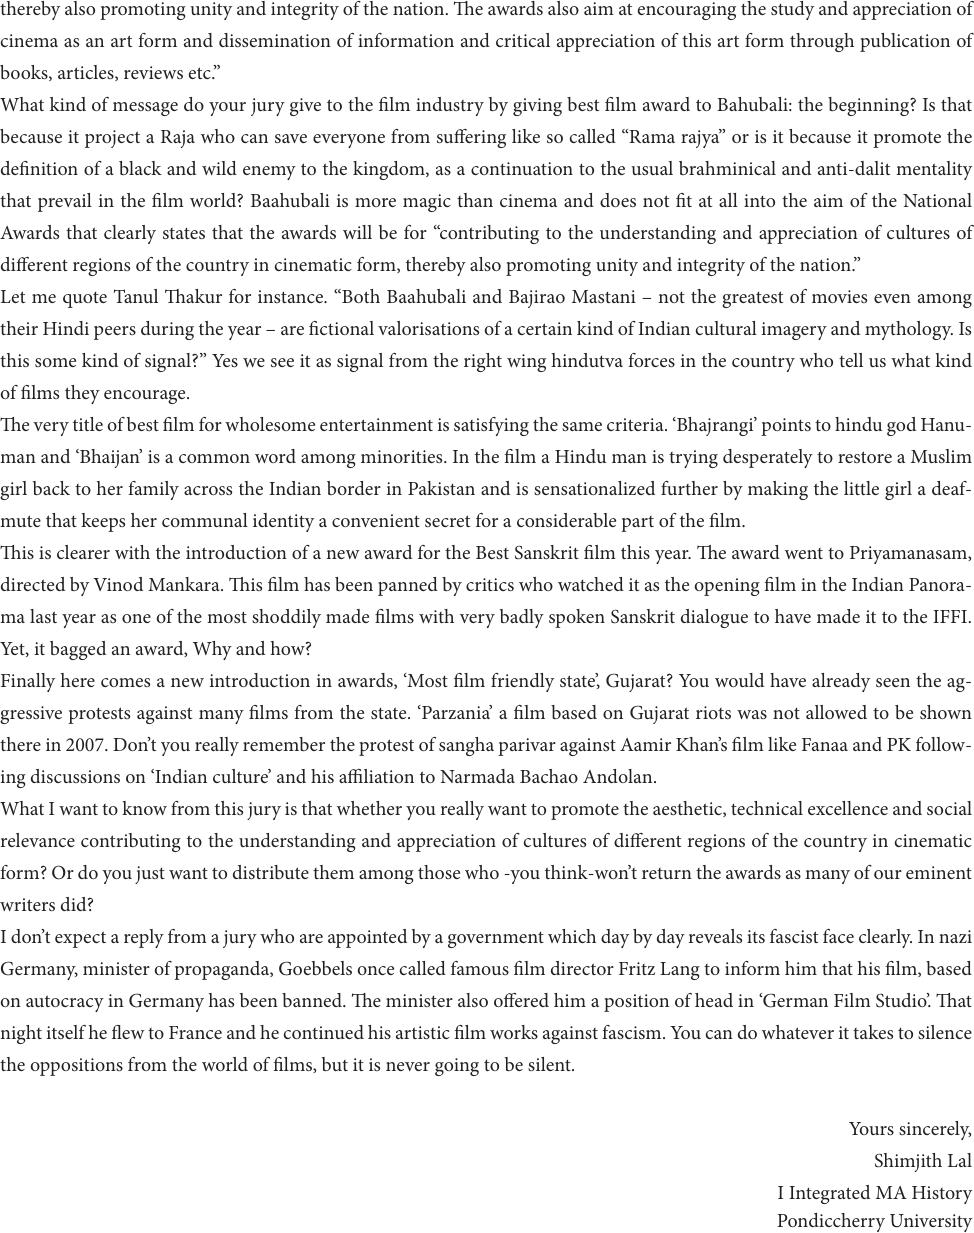 thereby also promoting unity and integrity of the nation. The awards also aim at encouraging the study and appreciation of
cinema as an art form and dissemination of information and critical appreciation of this art form through publication of
books, articles, reviews etc.”
What kind of message do your jury give to the film industry by giving best film award to Bahubali: the beginning? Is that
because it project a Raja who can save everyone from suffering like so called “Rama rajya” or is it because it promote the
definition of a black and wild enemy to the kingdom, as a continuation to the usual brahminical and anti-dalit mentality
that prevail in the film world? Baahubali is more magic than cinema and does not fit at all into the aim of the National
Awards that clearly states that the awards will be for “contributing to the understanding and appreciation of cultures of
different regions of the country in cinematic form, thereby also promoting unity and integrity of the nation.”
Let me quote Tanul Thakur for instance. “Both Baahubali and Bajirao Mastani – not the greatest of movies even among
their Hindi peers during the year – are fictional valorisations of a certain kind of Indian cultural imagery and mythology. Is
this some kind of signal?” Yes we see it as signal from the right wing hindutva forces in the country who tell us what kind
of films they encourage.
The very title of best film for wholesome entertainment is satisfying the same criteria. ‘Bhajrangi’ points to hindu god Hanu-
man and ‘Bhaijan’ is a common word among minorities. In the film a Hindu man is trying desperately to restore a Muslim
girl back to her family across the Indian border in Pakistan and is sensationalized further by making the little girl a deaf-
mute that keeps her communal identity a convenient secret for a considerable part of the film.
This is clearer with the introduction of a new award for the Best Sanskrit film this year. The award went to Priyamanasam,
directed by Vinod Mankara. This film has been panned by critics who watched it as the opening film in the Indian Panora-
ma last year as one of the most shoddily made films with very badly spoken Sanskrit dialogue to have made it to the IFFI.
Yet, it bagged an award, Why and how?
Finally here comes a new introduction in awards, ‘Most film friendly state’, Gujarat? You would have already seen the ag-
gressive protests against many films from the state. ‘Parzania’ a film based on Gujarat riots was not allowed to be shown
there in 2007. Don’t you really remember the protest of sangha parivar against Aamir Khan’s film like Fanaa and PK follow-
ing discussions on ‘Indian culture’ and his affiliation to Narmada Bachao Andolan.
What I want to know from this jury is that whether you really want to promote the aesthetic, technical excellence and social
relevance contributing to the understanding and appreciation of cultures of different regions of the country in cinematic
form? Or do you just want to distribute them among those who -you think-won’t return the awards as many of our eminent
writers did?
I don’t expect a reply from a jury who are appointed by a government which day by day reveals its fascist face clearly. In nazi
Germany, minister of propaganda, Goebbels once called famous film director Fritz Lang to inform him that his film, based
on autocracy in Germany has been banned. The minister also offered him a position of head in ‘German Film Studio’. That
night itself he flew to France and he continued his artistic film works against fascism. You can do whatever it takes to silence
the oppositions from the world of films, but it is never going to be silent.
Yours sincerely,
Shimjith Lal
I Integrated MA History
Pondiccherry University